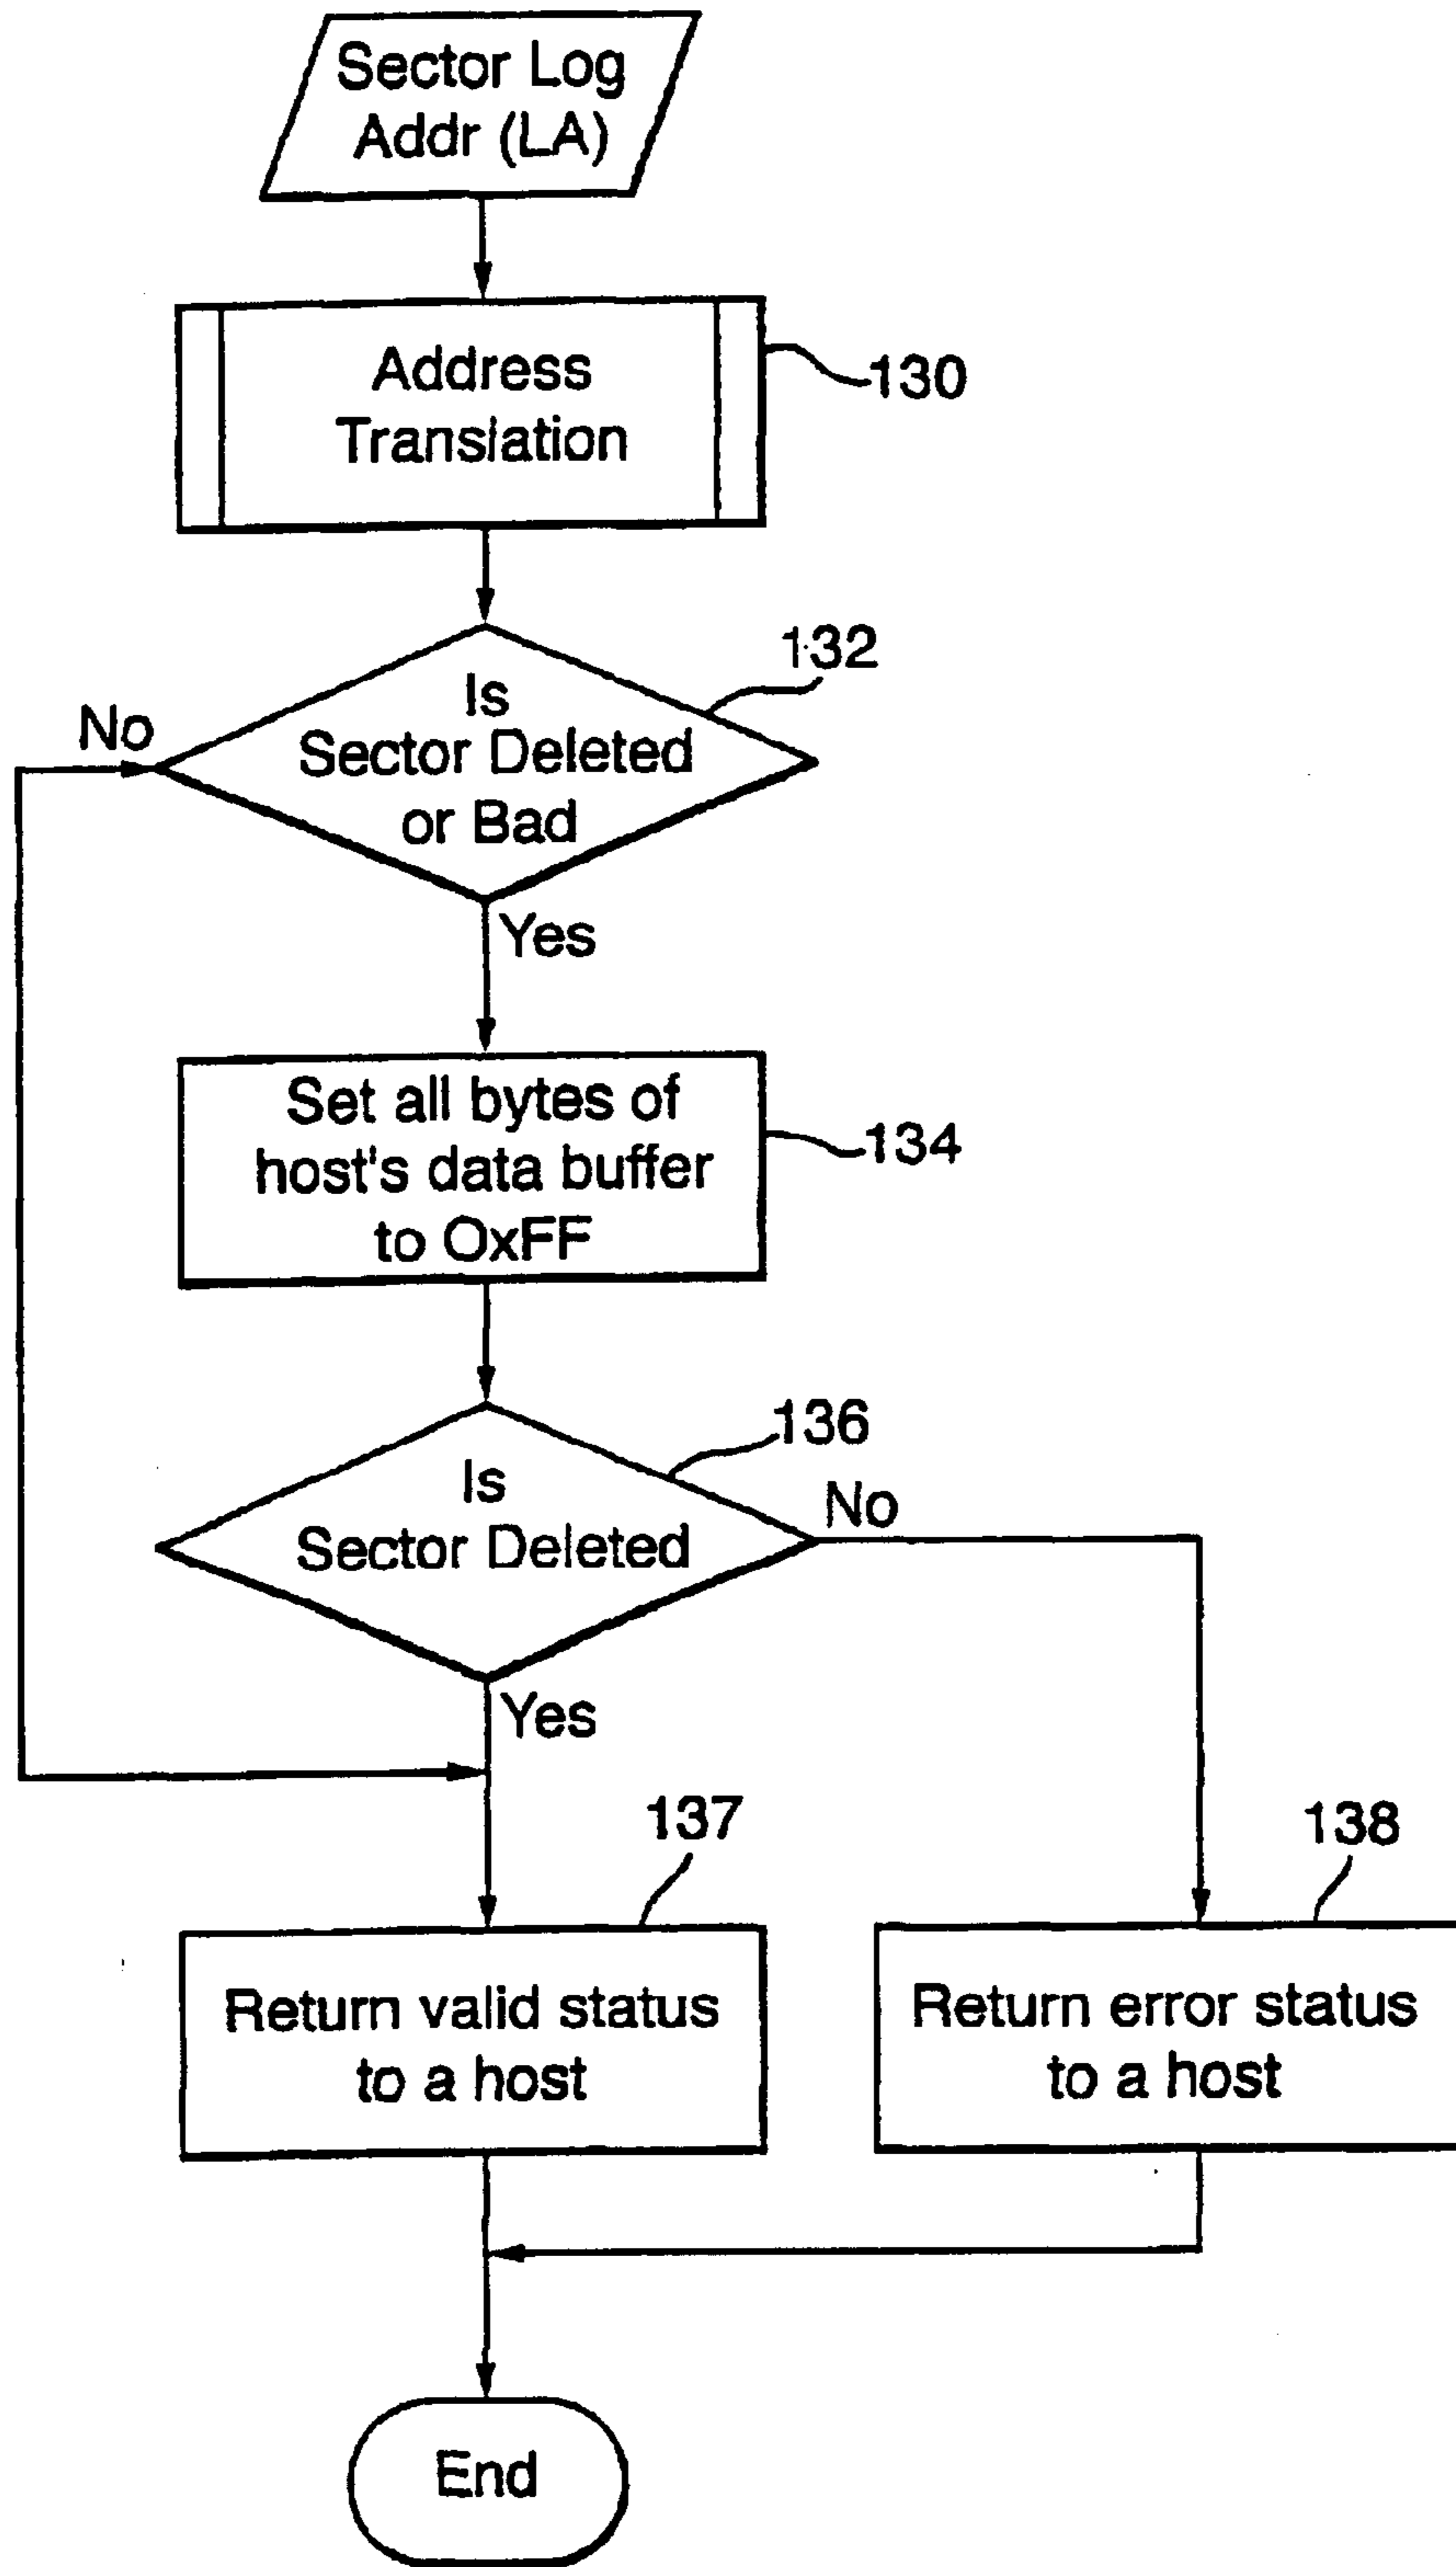 Sector Log
Addr (LA)
Address
Translation
130
132
Is
Sector Deleted
or Bad
No
Yes
Set all bytes of
host's data buffer
to OxFF
134
136
Is
Sector Deleted
No
Yes
137
138
Return valid status
to a host
Return error status
to a host
End